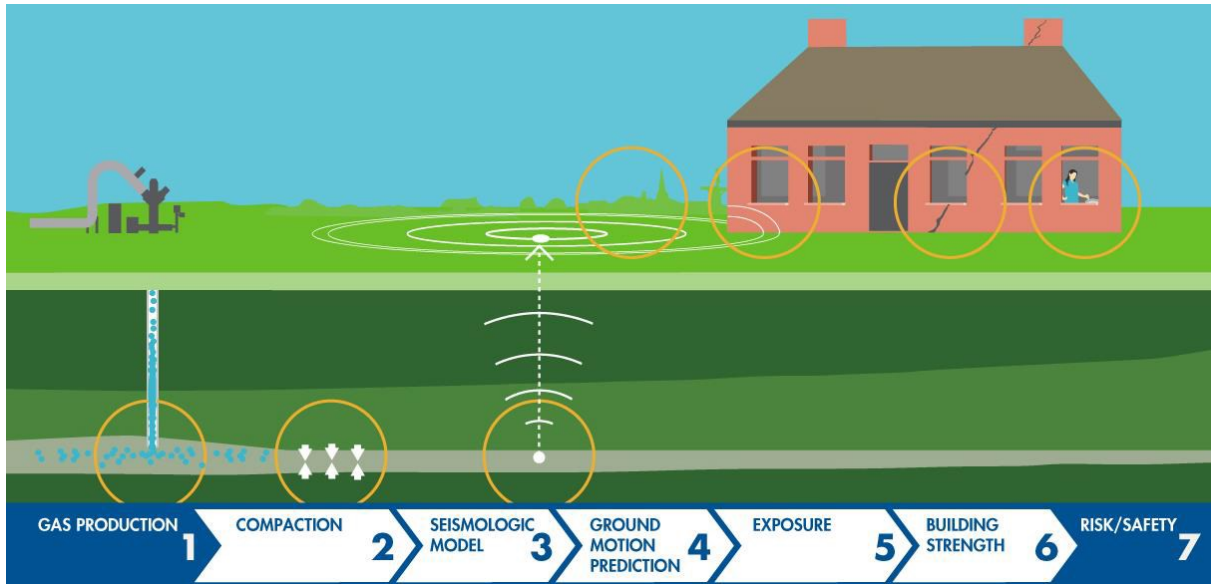 GAS PRODUCTION
1
COMPACTION
2
SEISMOLOGIC
MODEL
3
GROUND
MOTION
PREDICTION
4
EXPOSURE
5
BUILDING
STRENGTH
6
RISK/SAFETY
7